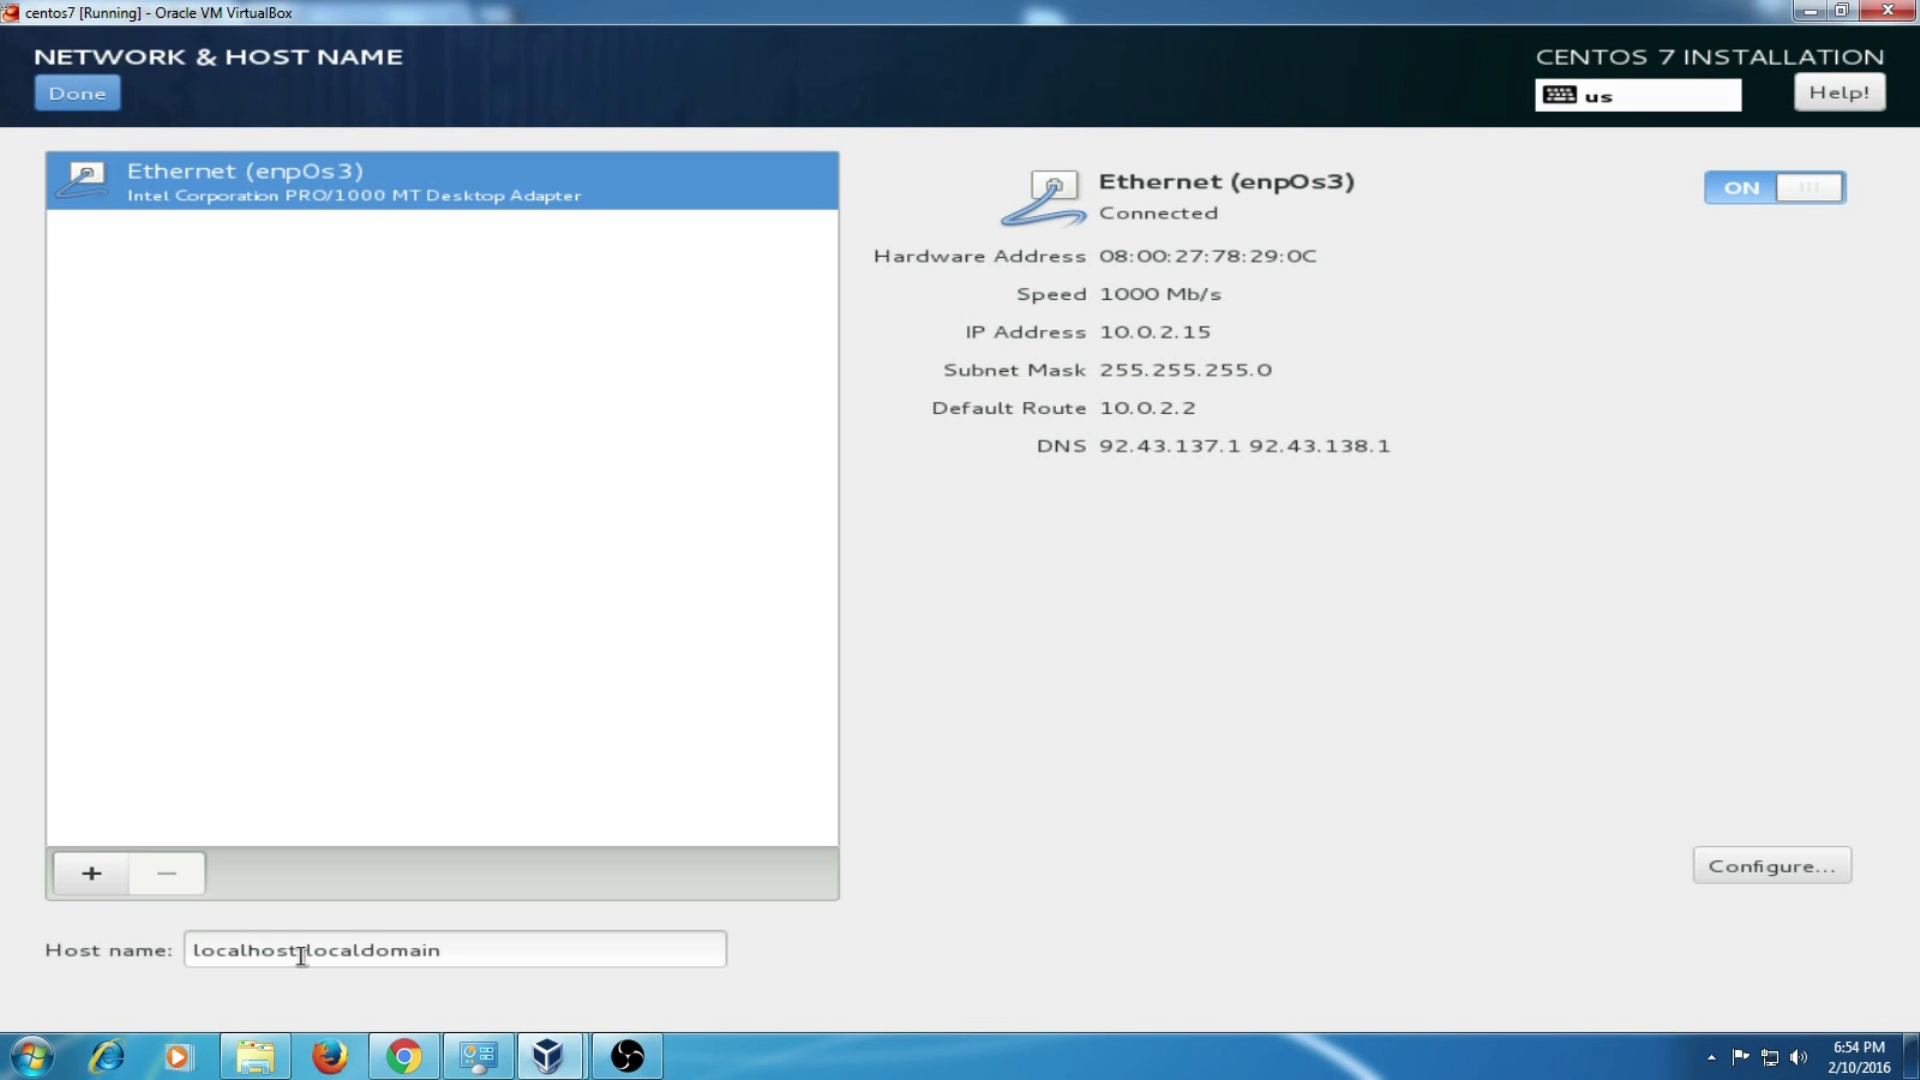 centos7 [Running] - Oracle VM VirtualBox
NETWORK & HOST NAME
CENTOS 7 INSTALLATION
Done
us
Help!
Ethernet (enp0s3)
Intel Corporation PRO/1000 MT Desktop Adapter
Ethernet (enp0s3)
Connected
ON
Hardware Address 08:00:27:78:29:0C
Speed 1000 Mb/s
IP Address 10.0.2.15
Subnet Mask 255.255.255.0
Default Route 10.0.2.2
DNS 92.43.137.1 92.43.138.1
+ −
Configure...
Host name: localhost.localdomain
6:54 PM
2/10/2016